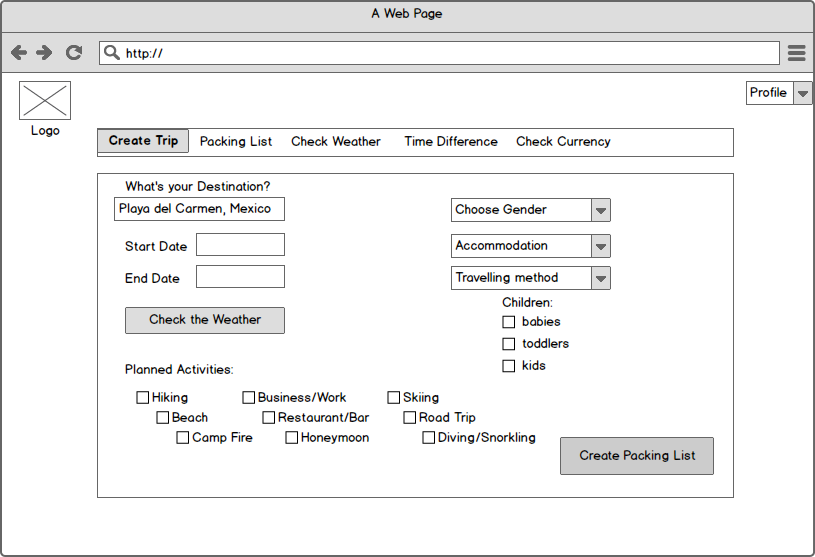 A Web Page
http://
Profile
Logo
Create Trip Packing List Check Weather Time Difference Check Currency
What's your Destination?
Playa del Carmen, Mexico
Choose Gender
Start Date
Accommodation
End Date
Travelling method
Children:
Check the Weather
babies
toddlers
kids
Planned Activities:
Hiking Business/Work Skiing
Beach Restaurant/Bar Road Trip
Camp Fire Honeymoon Diving/Snorkling
Create Packing List